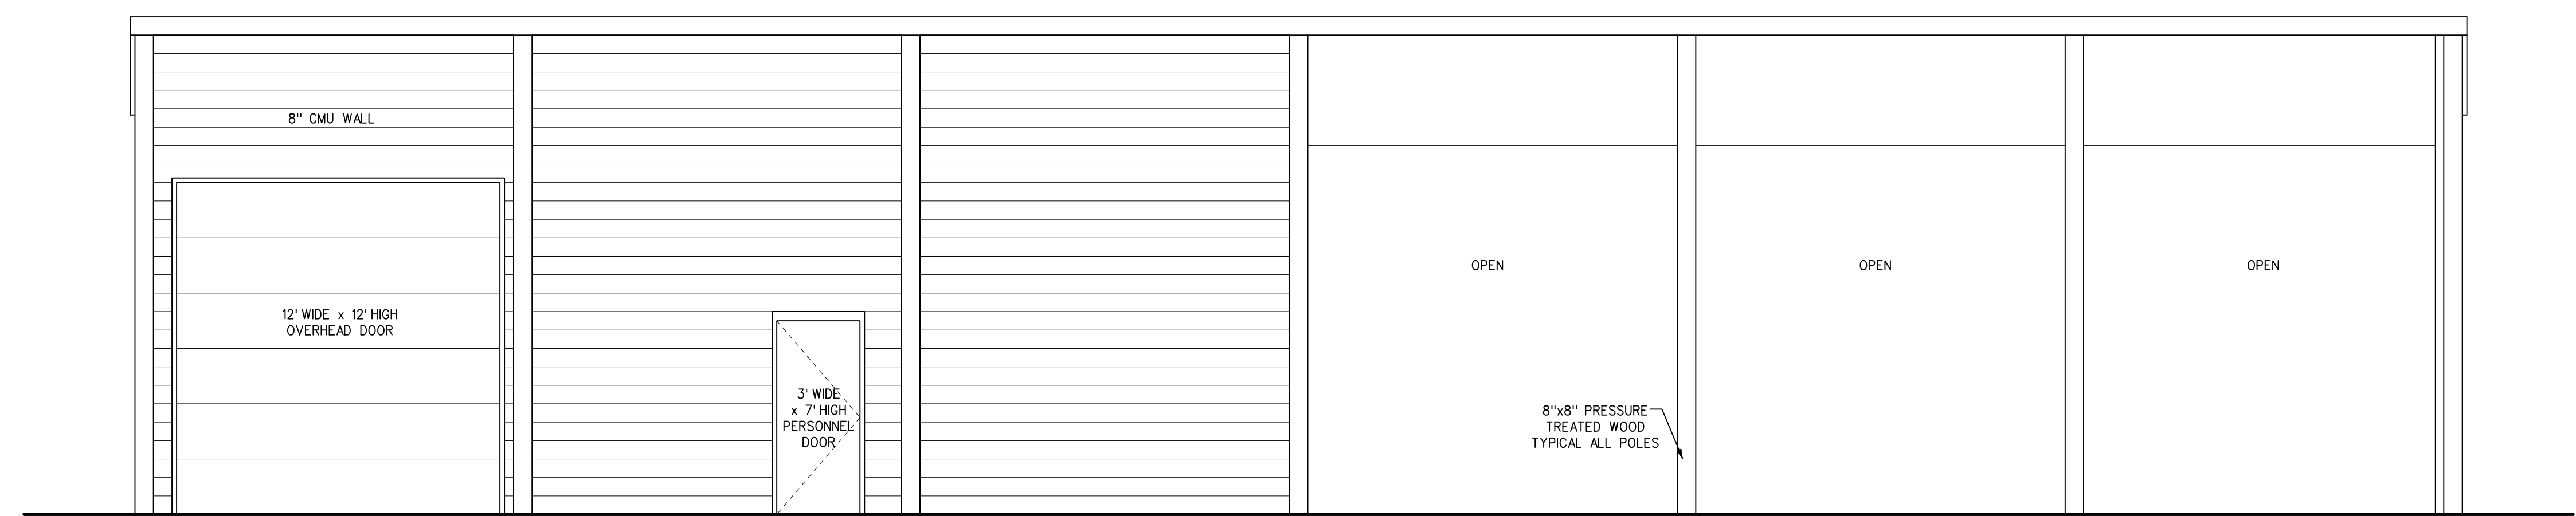 8" CMU WALL
12' WIDE x 12' HIGH
OVERHEAD DOOR
3' WIDE
x 7' HIGH
PERSONNEL
DOOR
OPEN
OPEN
OPEN
8"x8" PRESSURE
TREATED WOOD
TYPICAL ALL POLES